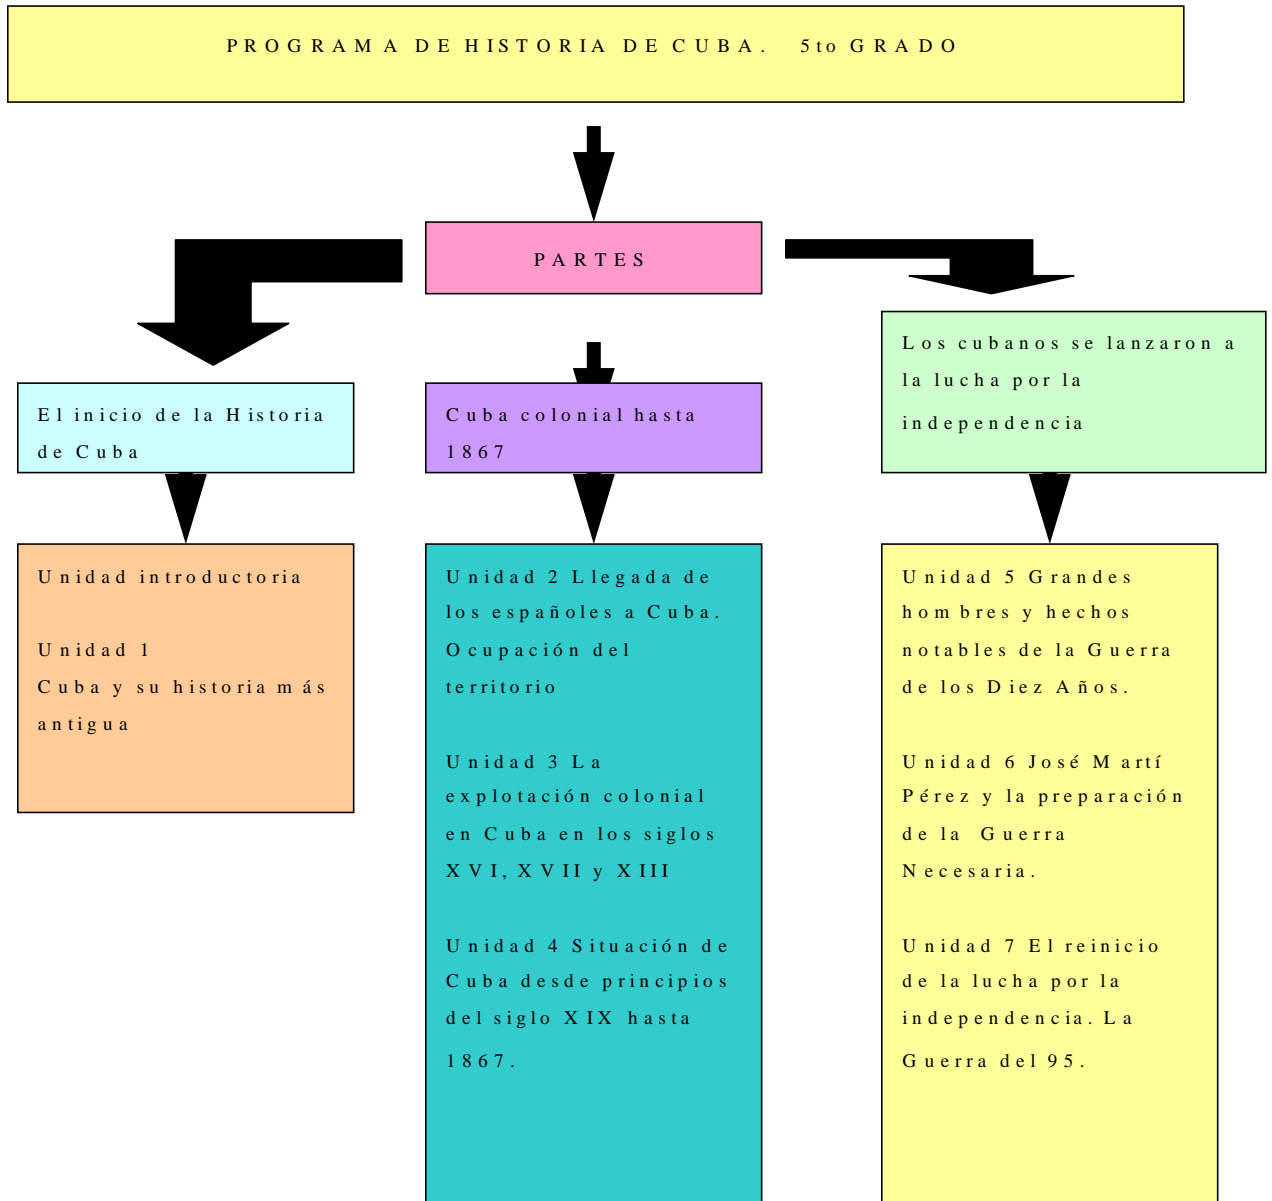 PROGRAMA DE HISTORIA DE CUBA. 5to GRADO
PARTES
El inicio de la Historia
de Cuba
Cuba colonial hasta
1867
Los cubanos se lanzaron a
la lucha por la
independencia
Unidad introductoria
Unidad 1
Cuba y su historia más
antigua
Unidad 2 Llegada de
los españoles a Cuba.
Ocupación del
territorio
Unidad 3 La
explotación colonial
en Cuba en los siglos
XVI, XVII y XIII
Unidad 4 Situación de
Cuba desde principios
del siglo XIX hasta
1867.
Unidad 5 Grandes
hombres y hechos
notables de la Guerra
de los Diez Años.
Unidad 6 José Martí
Pérez y la preparación
de la Guerra
Necesaria.
Unidad 7 El reinicio
de la lucha por la
independencia. La
Guerra del 95.